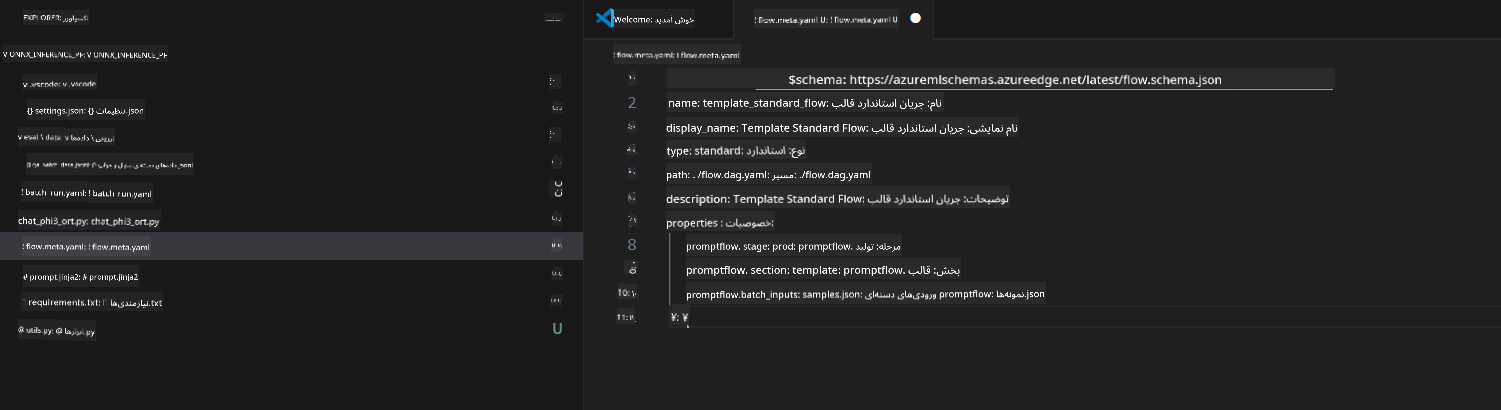 EXPLORER: اکسپلورر
V ONNX_INFERENCE_PF: V ONNX_INFERENCE_PF
v .vscode: v .vscode
{} settings.json: {} تنظیمات.json
v eval \ data: v ارزیابی \ داده‌ها
! batch_run.yaml: ! batch_run.yaml
chat_phi3_ort.py: chat_phi3_ort.py
! flow.meta.yaml: ! flow.meta.yaml
# prompt.jinja2: # prompt.jinja2
requirements.txt: نیازمندی‌ها.txt
@ utils.py: @ ابزارها.py
U
Welcome: خوش آمدید
! flow.meta.yaml U: ! flow.meta.yaml U
! flow.meta.yaml: ! flow.meta.yaml
$schema: https://azuremlschemas.azureedge.net/latest/flow.schema.json
2 name: template_standard_flow: نام: جریان استاندارد قالب
display_name: Template Standard Flow: نام نمایشی: جریان استاندارد قالب
type: standard: نوع: استاندارد
path: . /flow.dag.yaml: مسیر: ./flow.dag.yaml
description: Template Standard Flow: توضیحات: جریان استاندارد قالب
properties : خصوصیات:
8 promptflow. stage: prod: promptflow. مرحله: تولید
promptflow. section: template: promptflow. بخش: قالب
10: ۱۰ promptflow.batch_inputs: samples.json: ورودی‌های دسته‌ای promptflow: نمونه‌ها.json
¥: ¥